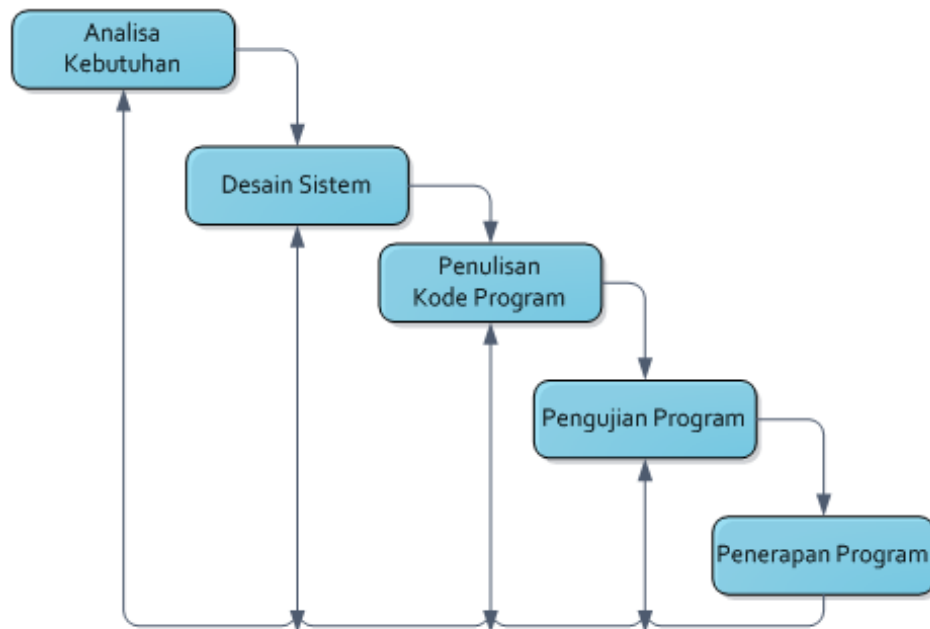 Analisa
Kebutuhan
Desain Sistem
Penulisan
Kode Program
Pengujian Program
Penerapan Program